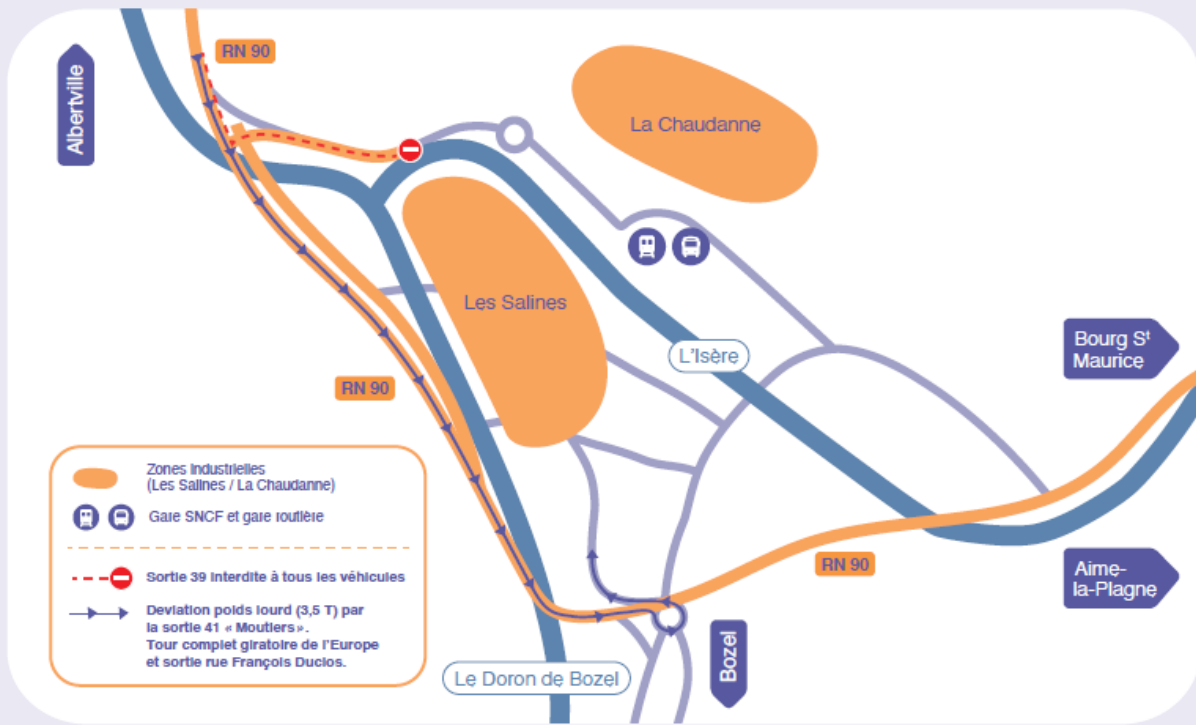 RN 90
Albertville
La Chaudanne
Les Salines
L'Isère
Bourg Sᵗ
Maurice
RN 90
Zones Industrielles
(Les Salines / La Chaudanne)
Gare SNCF et gare routière
Sortie 39 interdite à tous les véhicules
Deviation poids lourd (3,5 T) par
la sortie 41 « Moutiers ».
Tour complet giratoire de l'Europe
et sortie rue François Duclos.
RN 90
Aime-
la-Plagne
Bozel
Le Doron de Bozel